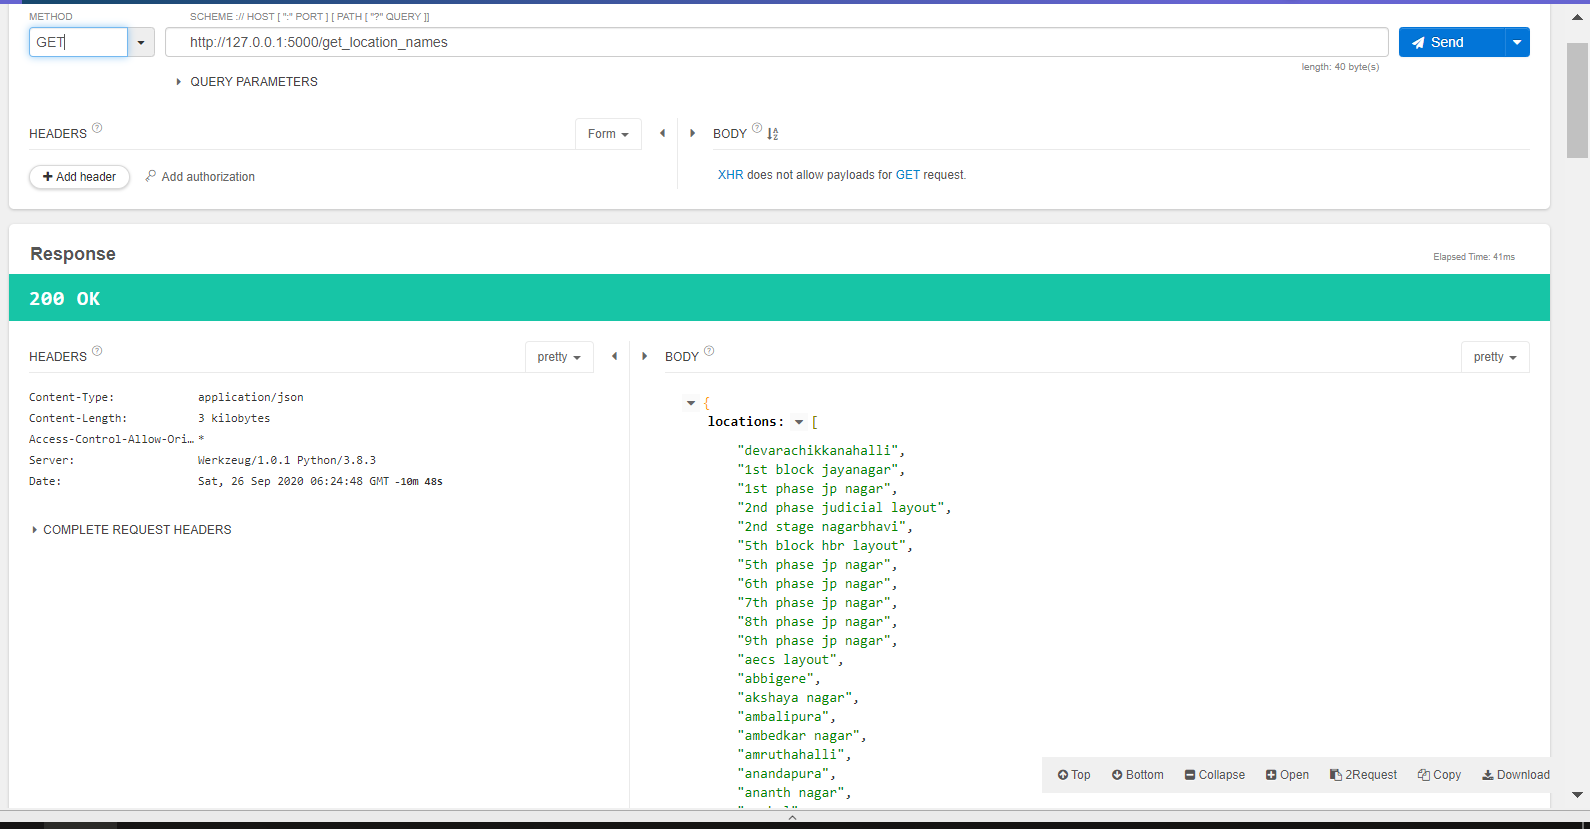 METHOD SCHEME :// HOST [ ":" PORT ] [ PATH [ "?" QUERY ]]
GET http://127.0.0.1:5000/get_location_names Send
length: 40 byte(s)
QUERY PARAMETERS
HEADERS ? Form BODY ?
+ Add header Add authorization XHR does not allow payloads for GET request.
Response
Elapsed Time: 41ms
200 OK
HEADERS ? pretty BODY ? pretty
Content-Type: application/json
Content-Length: 3 kilobytes
Access-Control-Allow-Ori... *
Server: Werkzeug/1.0.1 Python/3.8.3
Date: Sat, 26 Sep 2020 06:24:48 GMT -10m 48s
COMPLETE REQUEST HEADERS
{
locations: [
"devarachikkanahalli",
"1st block jayanagar",
"1st phase jp nagar",
"2nd phase judicial layout",
"2nd stage nagarbhavi",
"5th block hbr layout",
"5th phase jp nagar",
"6th phase jp nagar",
"7th phase jp nagar",
"8th phase jp nagar",
"9th phase jp nagar",
"aecs layout",
"abbigere",
"akshaya nagar",
"ambalipura",
"ambedkar nagar",
"amruthahalli",
"anandapura",
"ananth nagar",
Top Bottom Collapse Open 2Request Copy Download